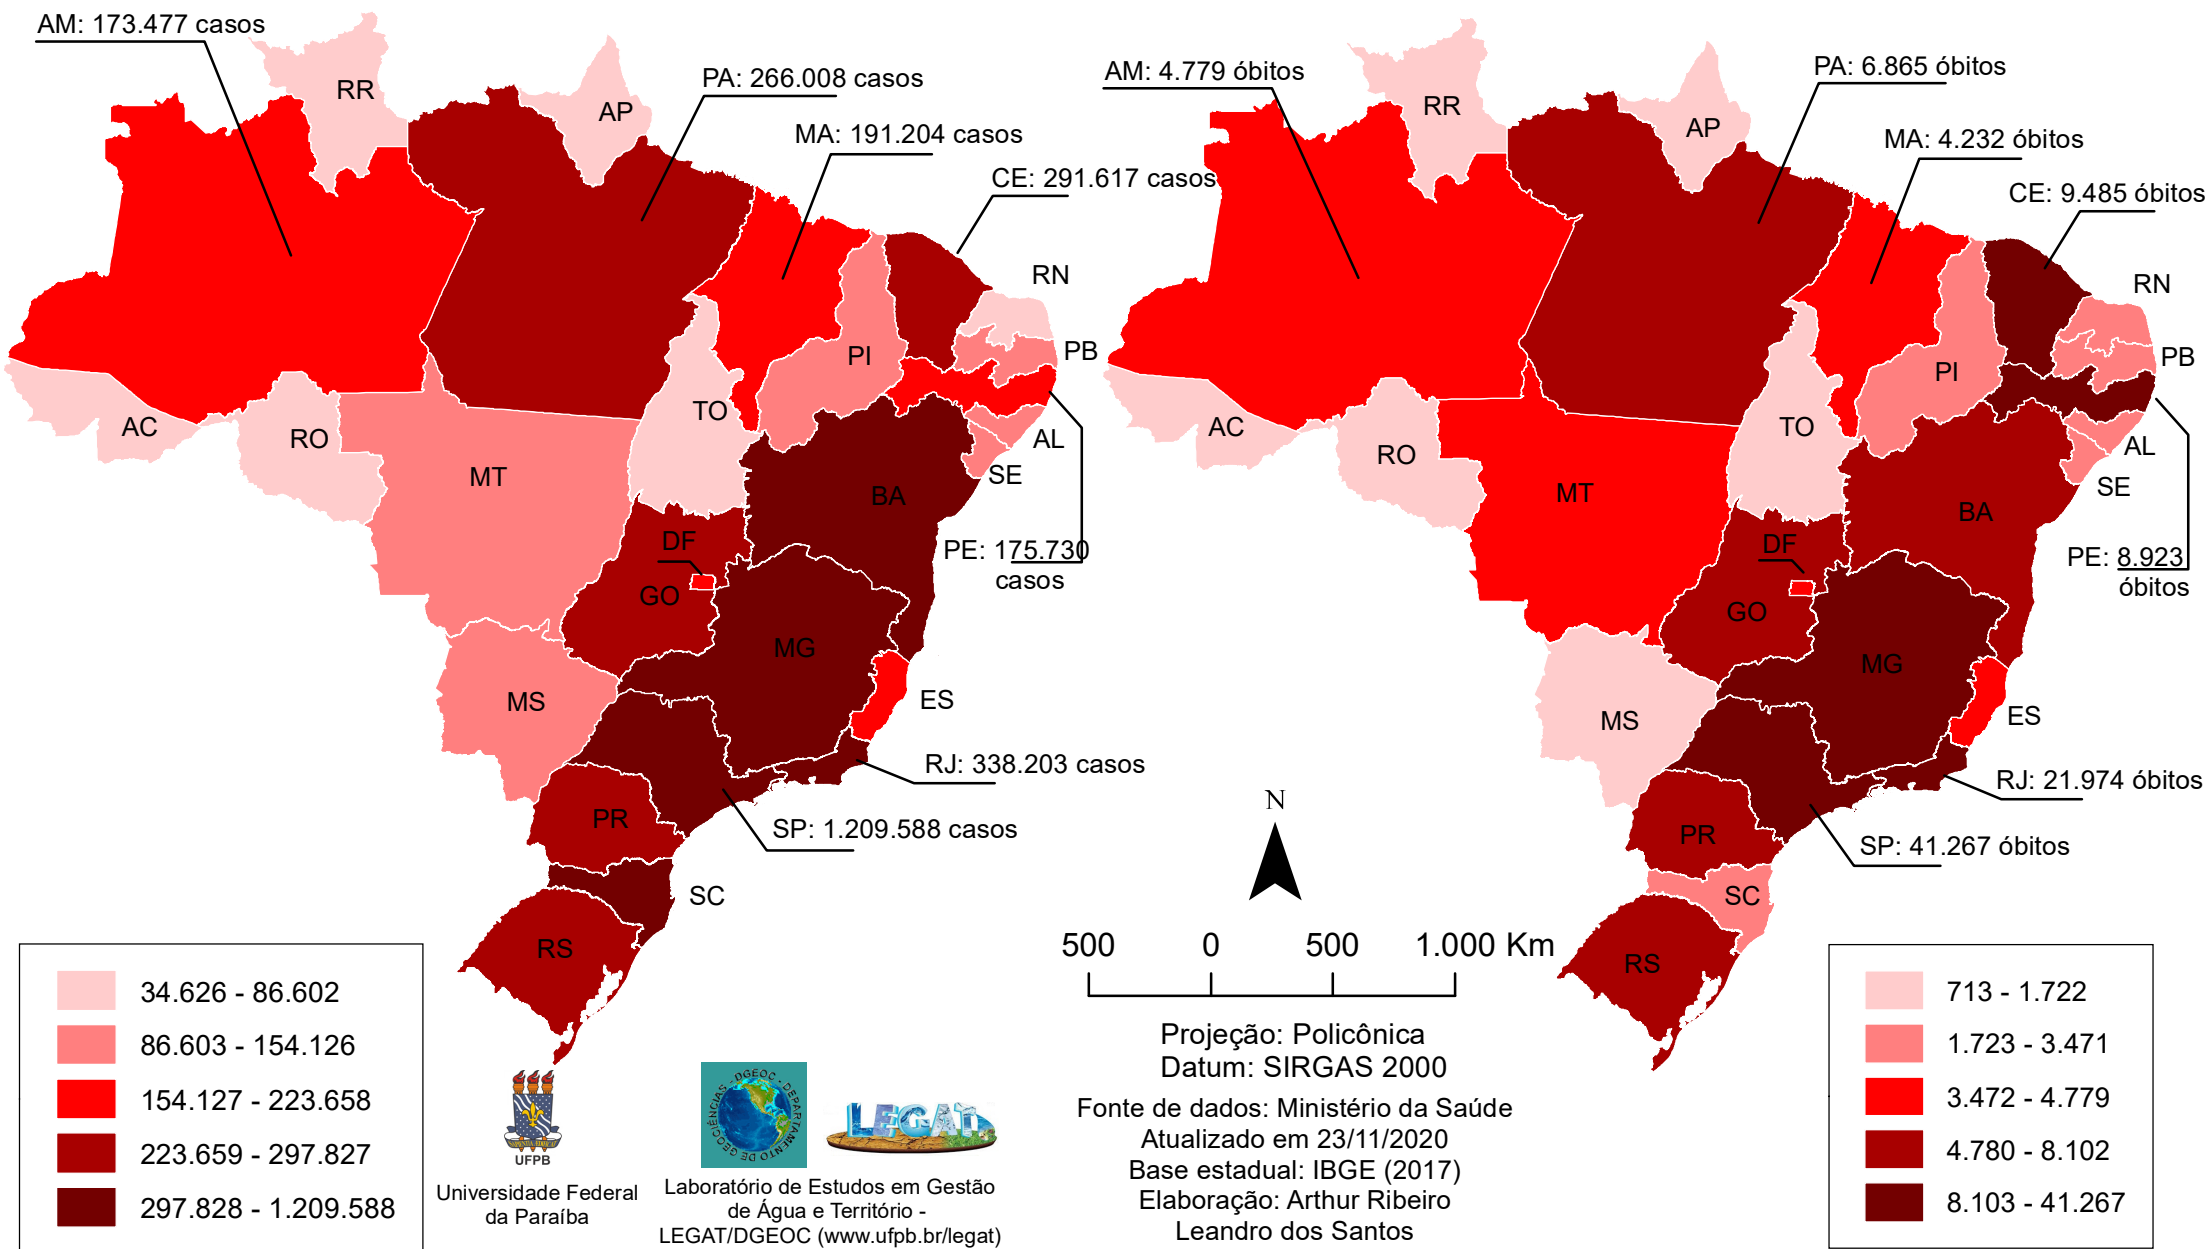 AM: 173.477 casos
RR
AP
PA: 266.008 casos
MA: 191.204 casos
CE: 291.617 casos
RN
PB
PI
TO
AC
RO
MT
AL
SE
BA
DF
PE: 175.730
casos
GO
MG
MS
ES
RJ: 338.203 casos
PR
SP: 1.209.588 casos
SC
RS
34.626 - 86.602
86.603 - 154.126
154.127 - 223.658
223.659 - 297.827
297.828 - 1.209.588
UFPB
Universidade Federal
da Paraíba
DGEOC - DEPARTAMENTO DE GEOCIÊNCIAS -
LEGAT
Laboratório de Estudos em Gestão
de Água e Território -
LEGAT/DGEOC (www.ufpb.br/legat)
AM: 4.779 óbitos
RR
AP
PA: 6.865 óbitos
MA: 4.232 óbitos
CE: 9.485 óbitos
RN
PB
PI
TO
AC
RO
MT
AL
SE
BA
DF
PE: 8.923
óbitos
GO
MG
MS
ES
RJ: 21.974 óbitos
PR
SP: 41.267 óbitos
SC
RS
N
500 0 500 1.000 Km
Projeção: Policônica
Datum: SIRGAS 2000
Fonte de dados: Ministério da Saúde
Atualizado em 23/11/2020
Base estadual: IBGE (2017)
Elaboração: Arthur Ribeiro
Leandro dos Santos
713 - 1.722
1.723 - 3.471
3.472 - 4.779
4.780 - 8.102
8.103 - 41.267